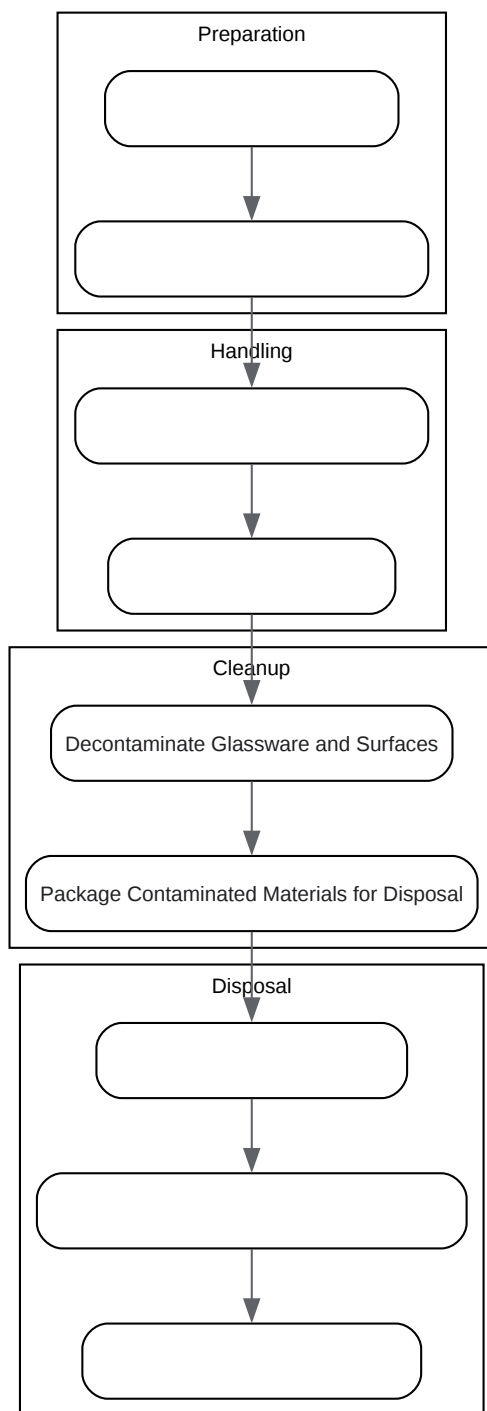 Preparation
Handling
Cleanup
Decontaminate Glassware and Surfaces
Package Contaminated Materials for Disposal
Disposal